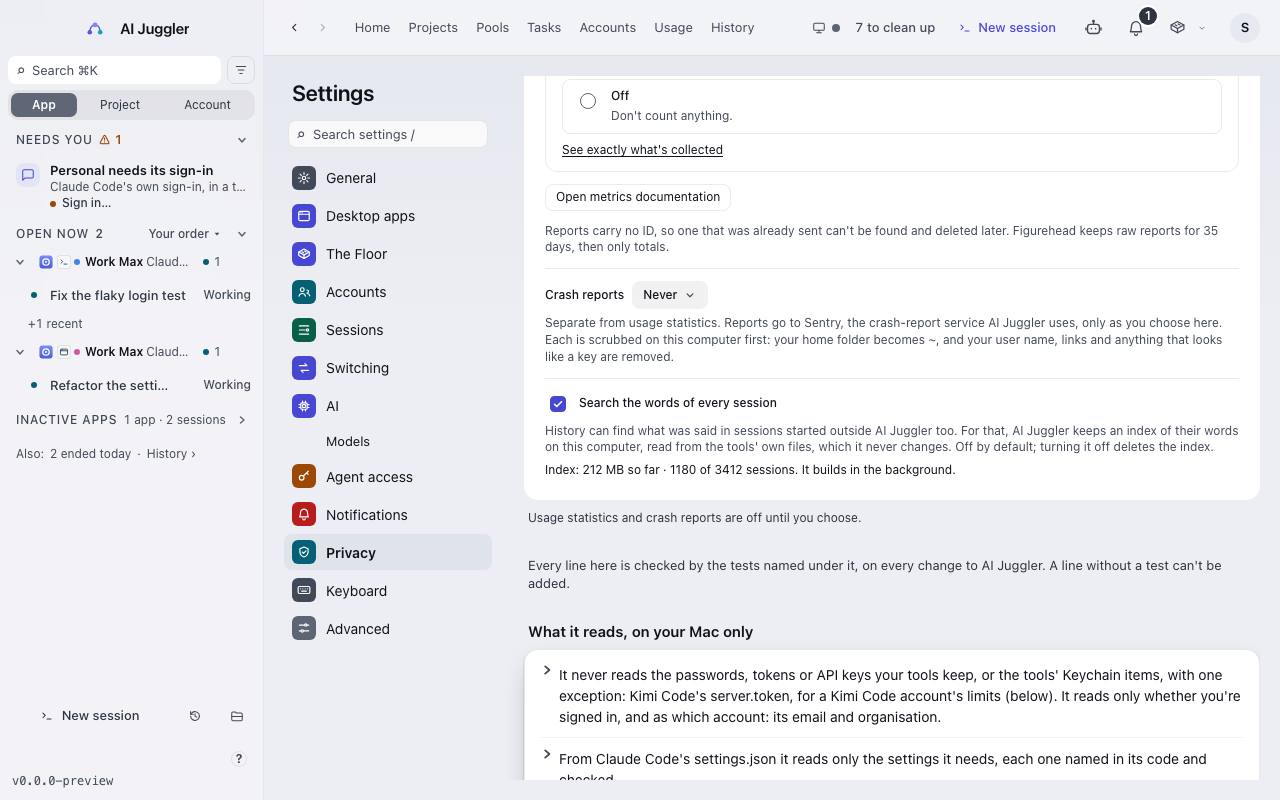 AI Juggler
Search ⌘K
App
Project
Account
NEEDS YOU
1
Personal needs its sign-in
Claude Code's own sign-in, in a t…
Sign in…
OPEN NOW 2
Your order
Work Max Claud…
1
Fix the flaky login test
Working
+1 recent
Work Max Claud…
1
Refactor the setti…
Working
INACTIVE APPS
1 app · 2 sessions
Also: 2 ended today · History ›
New session
?
v0.0.0-preview
Home
Projects
Pools
Tasks
Accounts
Usage
History
7 to clean up
New session
1
S
Settings
Search settings /
General
Desktop apps
The Floor
Accounts
Sessions
Switching
AI
Models
Agent access
Notifications
Privacy
Keyboard
Advanced
Off
Don't count anything.
See exactly what's collected
Open metrics documentation
Reports carry no ID, so one that was already sent can't be found and deleted later. Figurehead keeps raw reports for 35
days, then only totals.
Crash reports
Never
Separate from usage statistics. Reports go to Sentry, the crash-report service AI Juggler uses, only as you choose here.
Each is scrubbed on this computer first: your home folder becomes ~, and your user name, links and anything that looks
like a key are removed.
Search the words of every session
History can find what was said in sessions started outside AI Juggler too. For that, AI Juggler keeps an index of their words
on this computer, read from the tools' own files, which it never changes. Off by default; turning it off deletes the index.
Index: 212 MB so far · 1180 of 3412 sessions. It builds in the background.
Usage statistics and crash reports are off until you choose.
Every line here is checked by the tests named under it, on every change to AI Juggler. A line without a test can't be
added.
What it reads, on your Mac only
It never reads the passwords, tokens or API keys your tools keep, or the tools' Keychain items, with one
exception: Kimi Code's server.token, for a Kimi Code account's limits (below). It reads only whether you're
signed in, and as which account: its email and organisation.
From Claude Code's settings.json it reads only the settings it needs, each one named in its code and
checked.